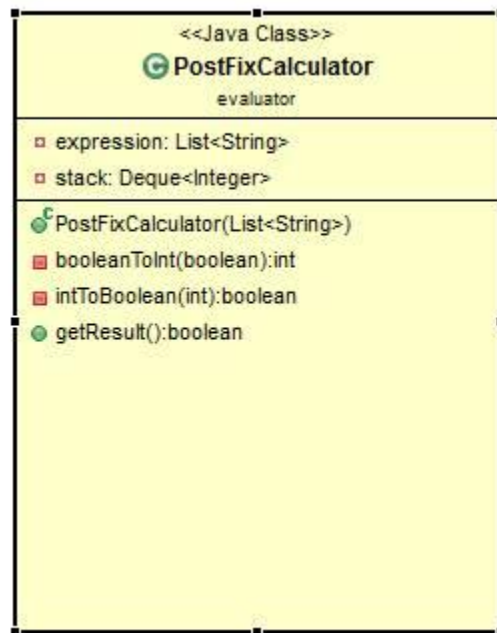 <<Java Class>>
PostFixCalculator
evaluator
expression: List<String>
stack: Deque<Integer>
PostFixCalculator(List<String>)
booleanToInt(boolean):int
intToBoolean(int):boolean
getResult():boolean